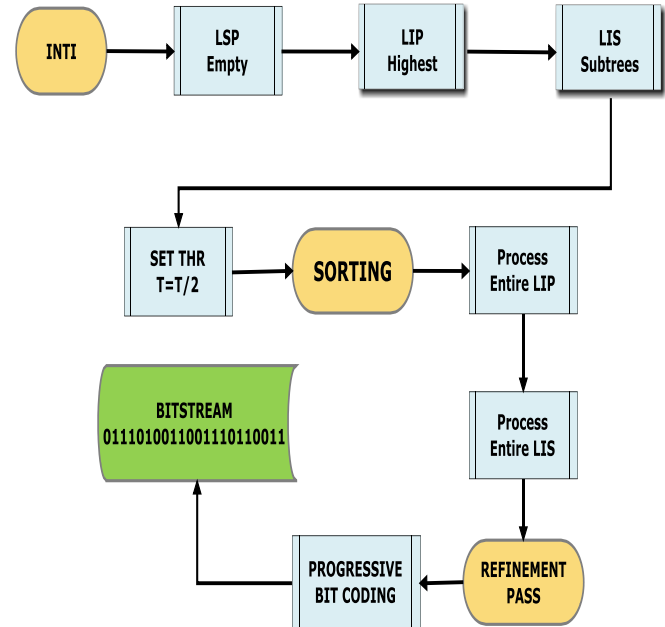 INTI
LSP
Empty
LIP
Highest
LIS
Subtrees
SET THR
T=T/2
SORTING
Process
Entire LIP
BITSTREAM
0111010011001110110011
Process
Entire LIS
PROGRESSIVE
BIT CODING
REFINEMENT
PASS